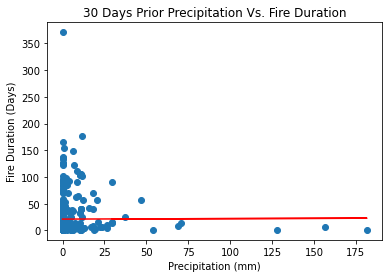 30 Days Prior Precipitation Vs. Fire Duration
Fire Duration (Days)
350
300
250
200
150
100
50
0
0 25 50 75 100 125 150 175
Precipitation (mm)